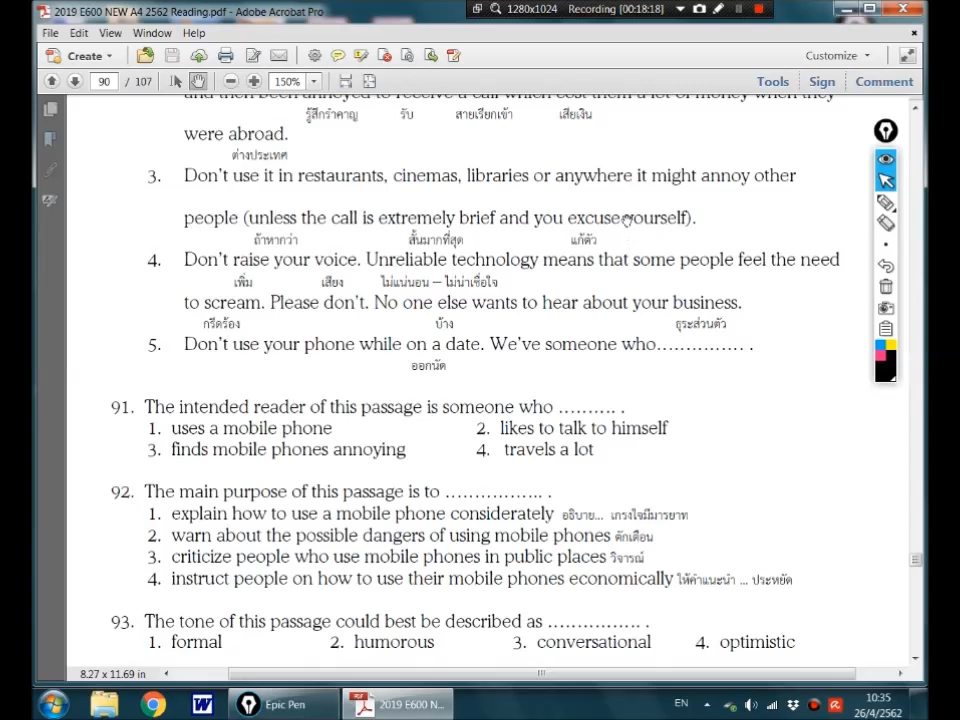 2019 E600 NEW A4 2562 Reading.pdf - Adobe Acrobat Pro
1280x1024 Recording [00:18:18]
File Edit View Window Help
Create Customize
90 / 107 150% Tools Sign Comment
and then been annoyed to receive a call which cost them a lot of money when they
รู้สึกรำคาญ รับ สายเรียกเข้า เสียเงิน
were abroad.
ต่างประเทศ
3. Don't use it in restaurants, cinemas, libraries or anywhere it might annoy other
people (unless the call is extremely brief and you excuse yourself).
ถ้าหากว่า สั้นมากที่สุด แก้ตัว
4. Don't raise your voice. Unreliable technology means that some people feel the need
เพิ่ม เสียง ไม่แน่นอน – ไม่น่าเชื่อใจ
to scream. Please don't. No one else wants to hear about your business.
กรีดร้อง บ้าง ธุระส่วนตัว
5. Don't use your phone while on a date. We've someone who…………… .
ออกนัด
91. The intended reader of this passage is someone who ………. .
1. uses a mobile phone 2. likes to talk to himself
3. finds mobile phones annoying 4. travels a lot
92. The main purpose of this passage is to …………….. .
1. explain how to use a mobile phone considerately อธิบาย... เกรงใจมีมารยาท
2. warn about the possible dangers of using mobile phones ตักเตือน
3. criticize people who use mobile phones in public places วิจารณ์
4. instruct people on how to use their mobile phones economically ให้คำแนะนำ ... ประหยัด
93. The tone of this passage could best be described as ……………. .
1. formal 2. humorous 3. conversational 4. optimistic
8.27 x 11.69 in
Epic Pen 2019 E600 N... EN 10:35
26/4/2562